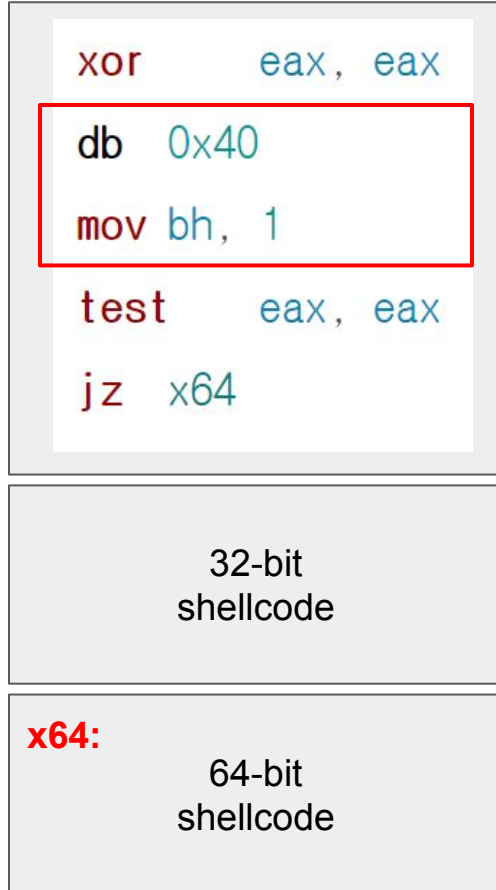 xor eax, eax
db 0x40
mov bh, 1
test eax, eax
jz x64
32-bit
shellcode
x64:
64-bit
shellcode